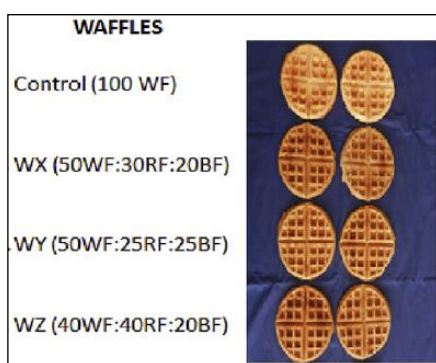 WAFFLES
Control (100 WF)
WX (50WF:30RF:20BF)
. WY (50WF:25RF:25BF)
WZ (40WF:40RF:20BF)